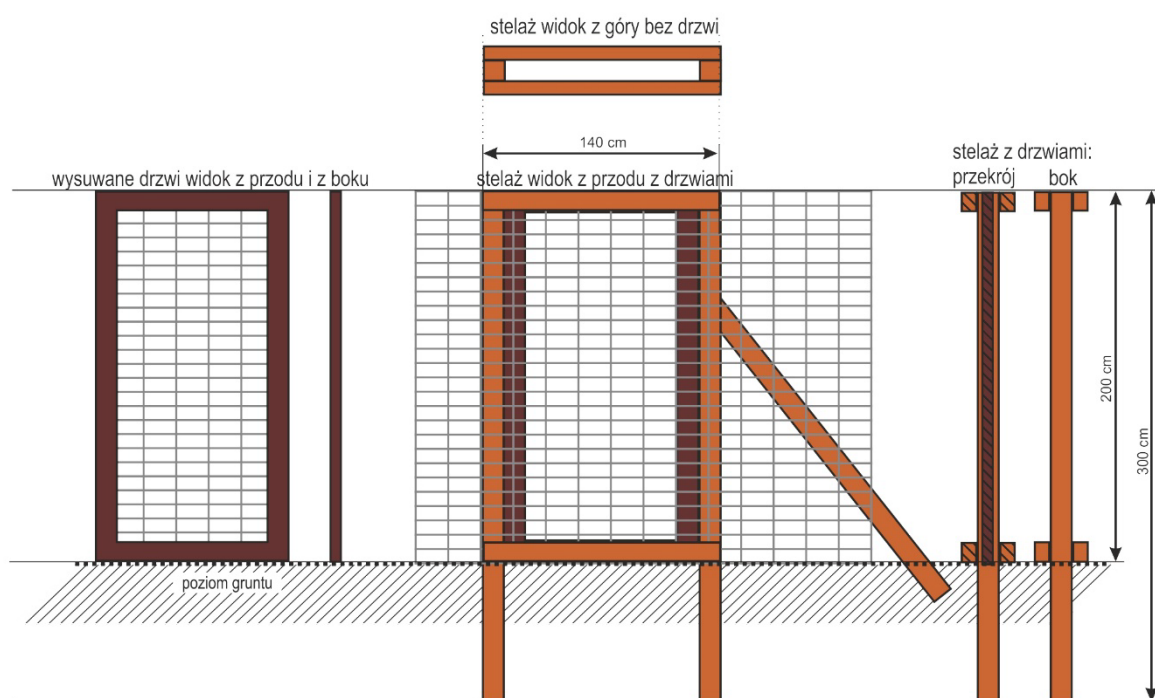 stelaż widok z góry bez drzwi
140 cm
wysuwane drzwi widok z przodu i z boku
stelaż widok z przodu z drzwiami
stelaż z drzwiami:
przekrój
bok
200 cm
300 cm
poziom gruntu